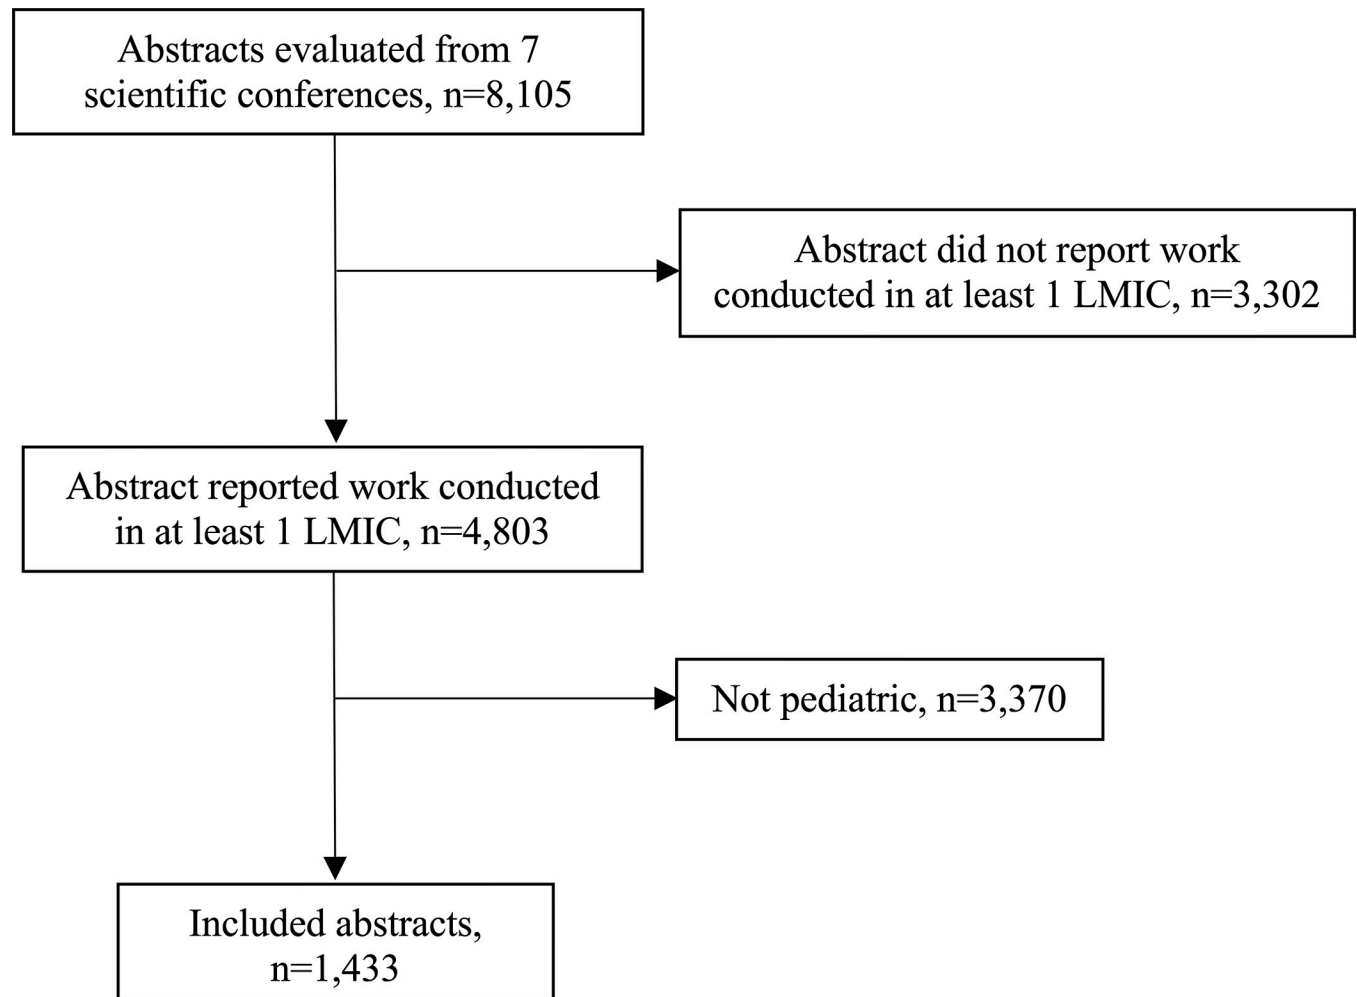 Abstracts evaluated from 7
scientific conferences, n=8,105
Abstract did not report work
conducted in at least 1 LMIC, n=3,302
Abstract reported work conducted
in at least 1 LMIC, n=4,803
Not pediatric, n=3,370
Included abstracts,
n=1,433